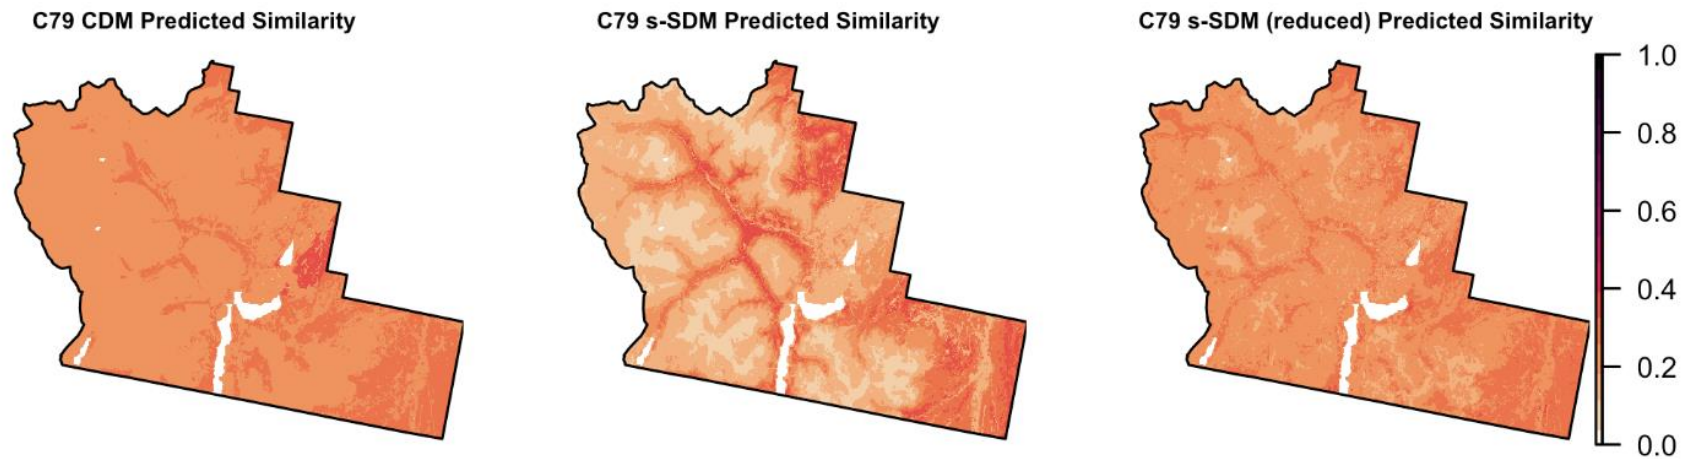 C79 CDM Predicted Similarity
C79 s-SDM Predicted Similarity
C79 s-SDM (reduced) Predicted Similarity
1.0
0.8
0.6
0.4
0.2
0.0